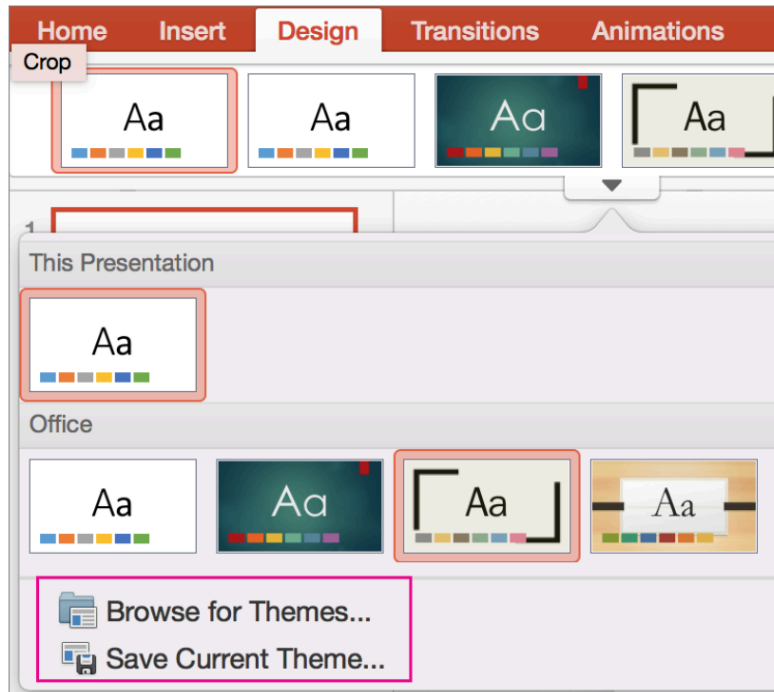 Home Insert Design Transitions Animations
Crop
Aa Aa Aa Aa
1
This Presentation
Aa
Office
Aa Aa Aa Aa
Browse for Themes...
Save Current Theme...